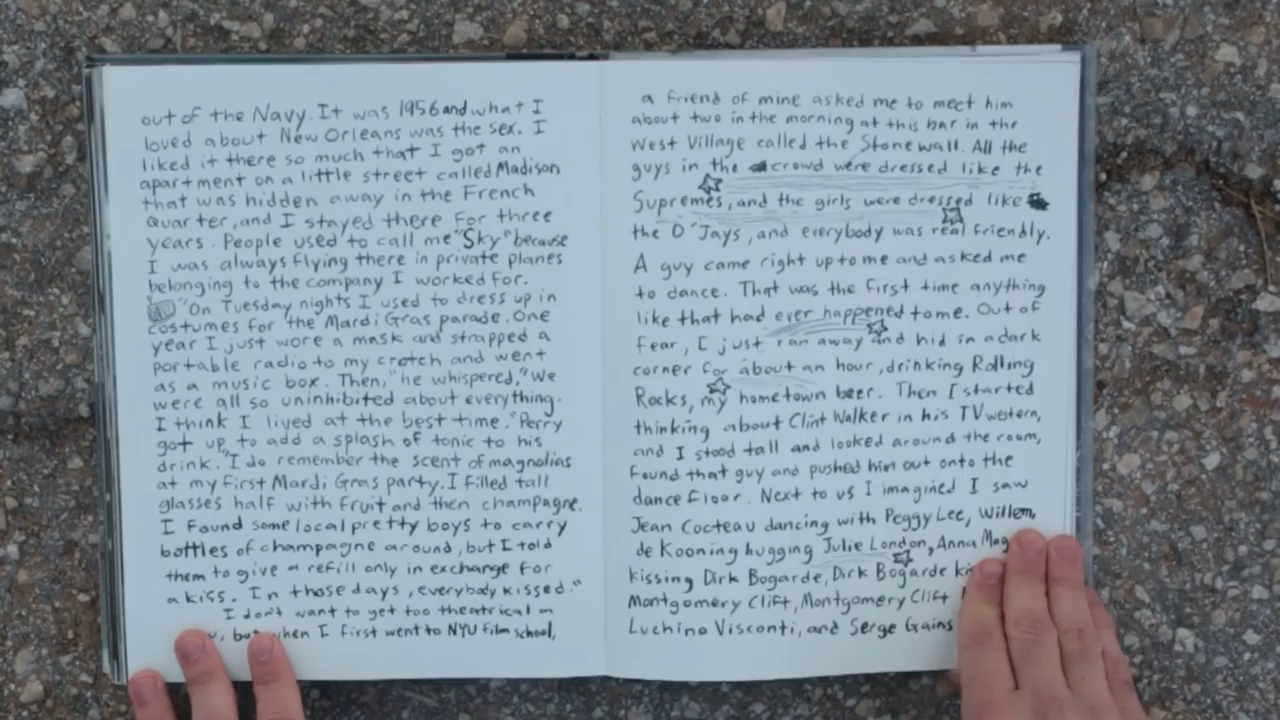 out of the Navy. It was 1956 and what I
loved about New Orleans was the sex. I
liked it there so much that I got an
apartment on a little street called Madison
that was hidden away in the French
Quarter, and I stayed there for three
years. People used to call me "Sky" because
I was always flying there in private planes
belonging to the company I worked for.
"On Tuesday nights I used to dress up in
costumes for the Mardi Gras parade. One
year I just wore a mask and strapped a
portable radio to my crotch and went
as a music box. Then," he whispered, "We
were all so uninhibited about everything.
I think I lived at the best time." Perry
got up, to add a splash of tonic to his
drink. "I do remember the scent of magnolias
at my first Mardi Gras party. I filled tall
glasses half with fruit and then champagne.
I found some local pretty boys to carry
bottles of champagne around, but I told
them to give a refill only in exchange for
a kiss. In those days, everybody kissed."
I don't want to get too theatrical on
but when I first went to NYU film school,
a friend of mine asked me to meet him
about two in the morning at this bar in the
West Village called the Stonewall. All the
guys in the crowd were dressed like the
Supremes, and the girls were dressed like
the O'Jays, and everybody was real friendly.
A guy came right up to me and asked me
to dance. That was the first time anything
like that had ever happened to me. Out of
fear, I just ran away and hid in a dark
corner for about an hour, drinking Rolling
Rocks, my hometown beer. Then I started
thinking about Clint Walker in his TV western,
and I stood tall and looked around the room,
found that guy and pushed him out onto the
dance floor. Next to us I imagined I saw
Jean Cocteau dancing with Peggy Lee, Willem,
de Kooning hugging Julie London, Anna Mag
kissing Dirk Bogarde, Dirk Bogarde ki
Montgomery Clift, Montgomery Clift
Luchino Visconti, and Serge Gains